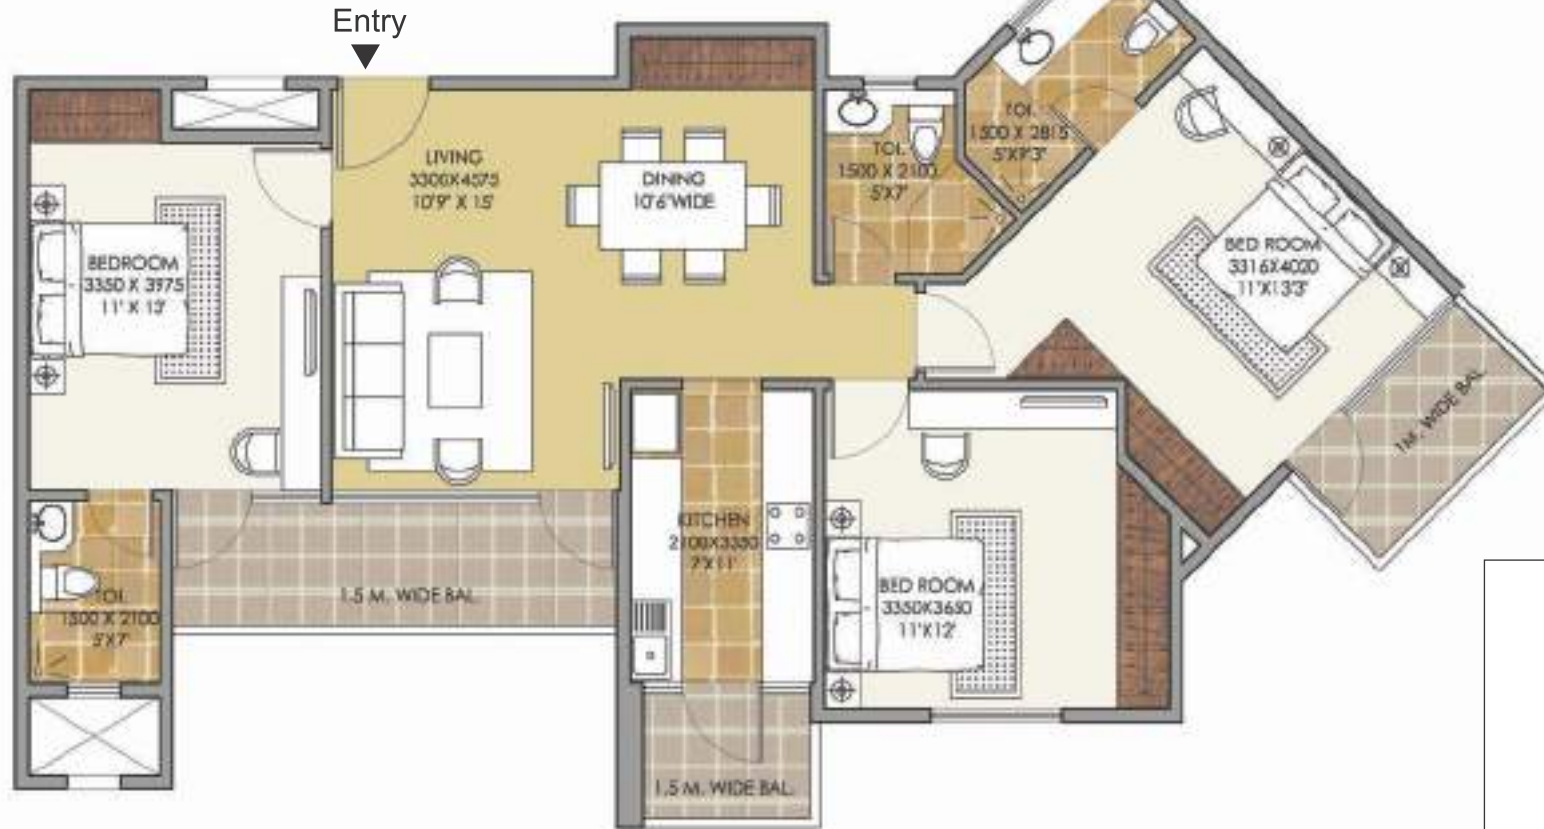 Entry
LIVING
3300X4575
10'9" X 15'
DINING
10'6"WIDE
TOI.
1500 X 2100
5'X7'
TOI.
1500 X 2815
5'X9'3"
BED ROOM
3316X4020
11'X13'3"
1M. WIDE BAL.
BEDROOM
3350 X 3975
11' X 13'
TOI.
1500 X 2100
5'X7'
1.5 M. WIDE BAL.
KITCHEN
2100X3350
7'X11'
BED ROOM
3350X3650
11'X12'
1.5 M. WIDE BAL.